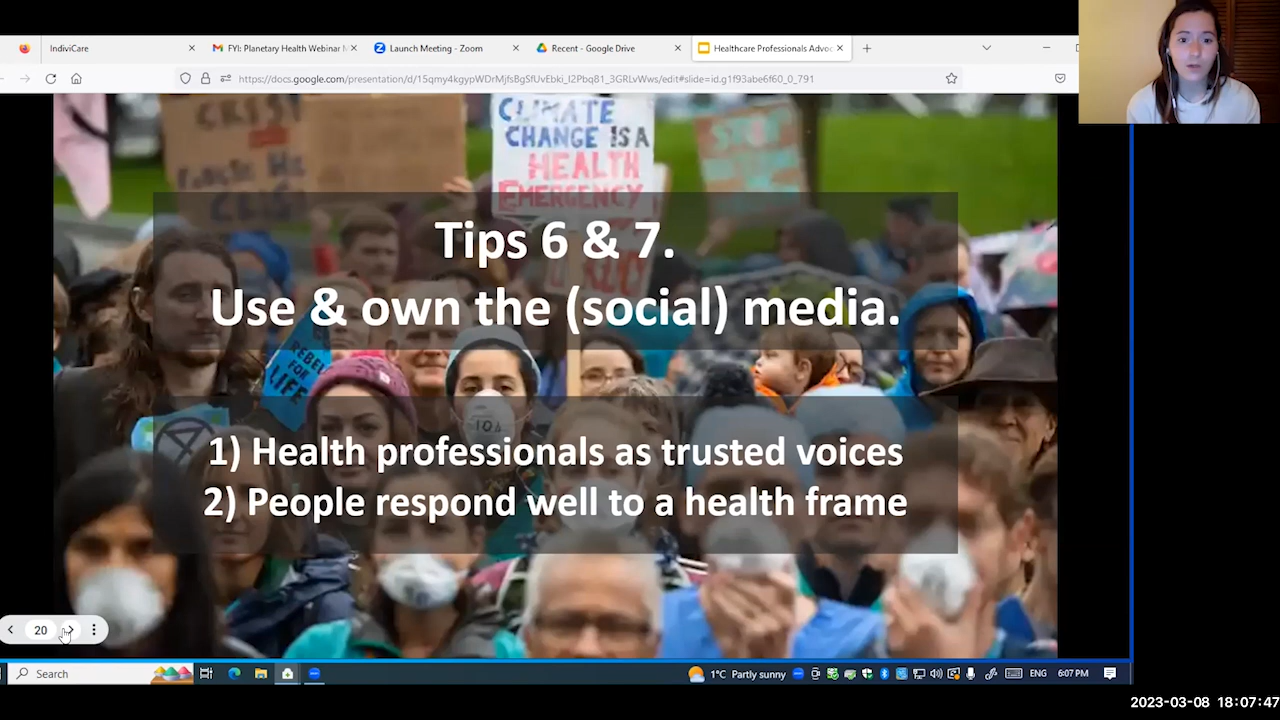 IndiviCare
FYI: Planetary Health Webinar
Launch Meeting - Zoom
Recent - Google Drive
Healthcare Professionals Advoc
https://docs.google.com/presentation/d/15qmy4kgypWDrMjfsBgSfUvEbki_I2Pbq81_3GRLvWws/edit#slide=id.g1f93abe6f60_0_791
CLIMATE
CHANGE IS A
HEALTH
EMERGENCY
STOP
Tips 6 & 7.
Use & own the (social) media.
REBEL
FOR
LIFE
1) Health professionals as trusted voices
2) People respond well to a health frame
20
Search
1°C Partly sunny
ENG
6:07 PM
2023-03-08 18:07:47